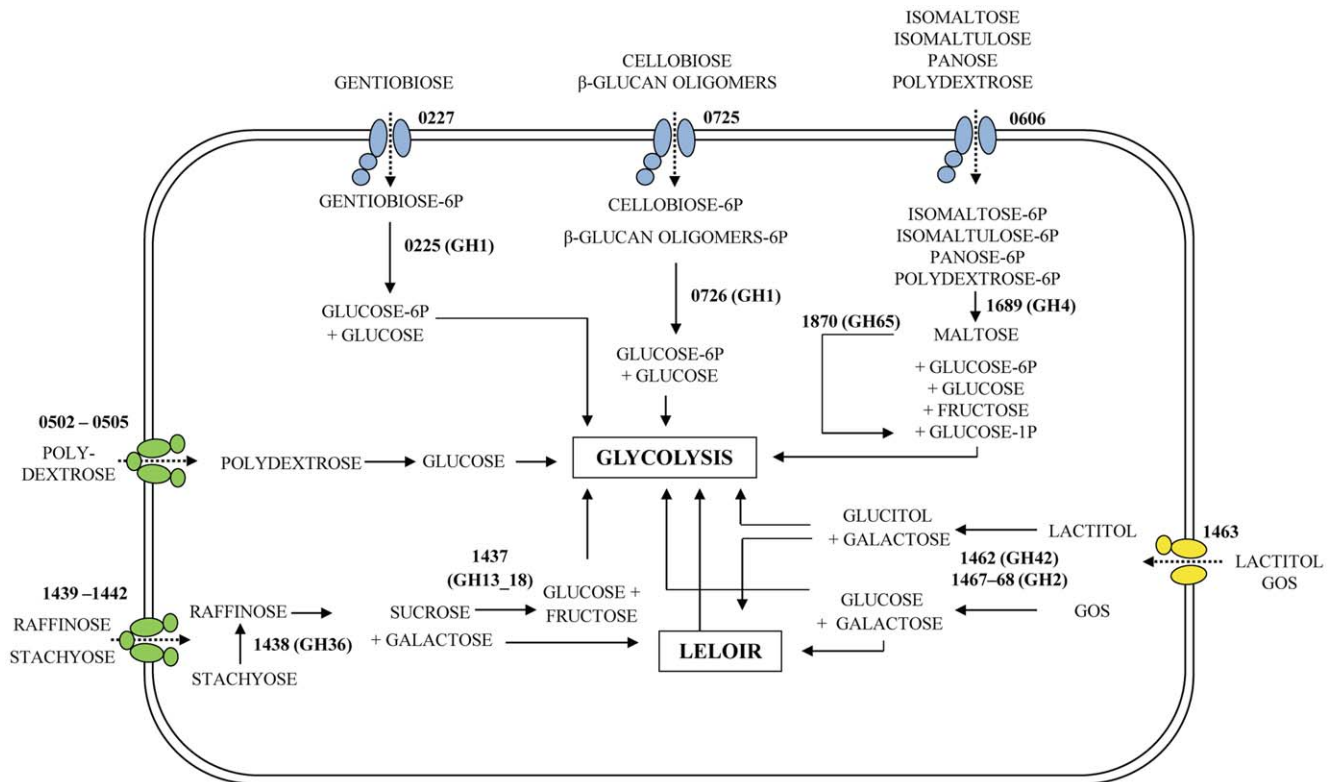 GENTIOBIOSE
0227
GENTIOBIOSE-6P
0225 (GH1)
GLUCOSE-6P
+ GLUCOSE
CELLOBIOSE
β-GLUCAN OLIGOMERS
0725
CELLOBIOSE-6P
β-GLUCAN OLIGOMERS-6P
0726 (GH1)
GLUCOSE-6P
+ GLUCOSE
ISOMALTOSE
ISOMALTULOSE
PANOSE
POLYDEXTROSE
0606
ISOMALTOSE-6P
ISOMALTULOSE-6P
PANOSE-6P
POLYDEXTROSE-6P
1689 (GH4)
1870 (GH65)
MALTOSE
+ GLUCOSE-6P
+ GLUCOSE
+ FRUCTOSE
+ GLUCOSE-1P
0502 – 0505
POLY-
DEXTROSE
POLYDEXTROSE
GLUCOSE
GLYCOLYSIS
1439 –1442
RAFFINOSE
STACHYOSE
RAFFINOSE
1438 (GH36)
STACHYOSE
SUCROSE
+ GALACTOSE
1437
(GH13_18)
GLUCOSE +
FRUCTOSE
LELOIR
GLUCITOL
+ GALACTOSE
LACTITOL
1462 (GH42)
1467–68 (GH2)
GLUCOSE
+ GALACTOSE
GOS
1463
LACTITOL
GOS